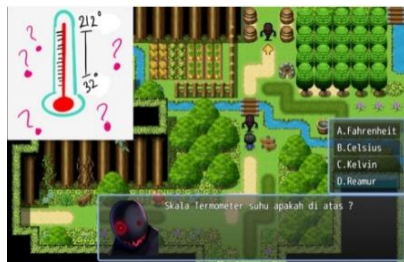 212°
32°
? ? ? ?
A.Fahrenheit
B.Celsius
C.Kelvin
D.Reamur
Skala Termometer suhu apakah di atas ?